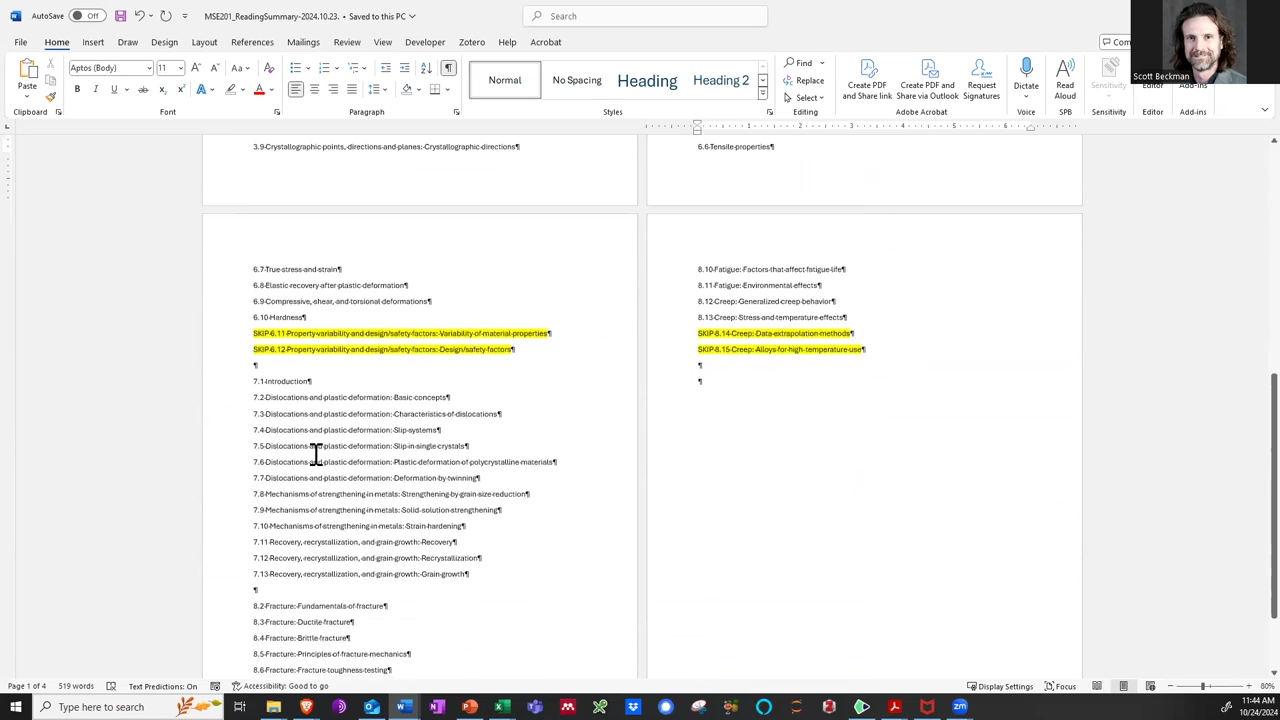 AutoSave
Off
MSE201_ReadingSummary-2024.10.23. • Saved to this PC
Search
Scott Beckman
File
Home
Insert
Draw
Design
Layout
References
Mailings
Review
View
Developer
Zotero
Help
Acrobat
Paste
Aptos (Body)
11
Normal
No Spacing
Heading
Heading 2
Find
Replace
Select
Create PDF and Share link
Create PDF and Share via Outlook
Request Signatures
Dictate
Read Aloud
Sensitivity
Editor
Add-ins
Clipboard
Font
Paragraph
Styles
Editing
Adobe Acrobat
Voice
SPB
Sensitivity
Editor
Add-ins
1 2 3 4 5 6
3.9 Crystallographic points, directions and planes: Crystallographic directions¶
6.6 Tensile properties¶
6.7 True stress and strain¶
6.8 Elastic recovery after plastic deformation¶
6.9 Compressive, shear, and torsional deformations¶
6.10 Hardness¶
SKIP 6.11 Property variability and design/safety factors: Variability of material properties¶
SKIP 6.12 Property variability and design/safety factors: Design/safety factors¶
¶
7.1 Introduction¶
7.2 Dislocations and plastic deformation: Basic concepts¶
7.3 Dislocations and plastic deformation: Characteristics of dislocations¶
7.4 Dislocations and plastic deformation: Slip systems¶
7.5 Dislocations and plastic deformation: Slip in single crystals¶
7.6 Dislocations and plastic deformation: Plastic deformation of polycrystalline materials¶
7.7 Dislocations and plastic deformation: Deformation by twinning¶
7.8 Mechanisms of strengthening in metals: Strengthening by grain size reduction¶
7.9 Mechanisms of strengthening in metals: Solid solution strengthening¶
7.10 Mechanisms of strengthening in metals: Strain hardening¶
7.11 Recovery, recrystallization, and grain growth: Recovery¶
7.12 Recovery, recrystallization, and grain growth: Recrystallization¶
7.13 Recovery, recrystallization, and grain growth: Grain growth¶
¶
8.2 Fracture: Fundamentals of fracture¶
8.3 Fracture: Ductile fracture¶
8.4 Fracture: Brittle fracture¶
8.5 Fracture: Principles of fracture mechanics¶
8.6 Fracture: Fracture toughness testing¶
8.10 Fatigue: Factors that affect fatigue life¶
8.11 Fatigue: Environmental effects¶
8.12 Creep: Generalized creep behavior¶
8.13 Creep: Stress and temperature effects¶
SKIP 8.14 Creep: Data extrapolation methods¶
SKIP 8.15 Creep: Alloys for high-temperature use¶
¶
¶
Page 1 of 4
519 words
Text Predictions: On
Accessibility: Good to go
Display Settings
Focus
80%
Type here to search
11:44 AM
10/24/2024